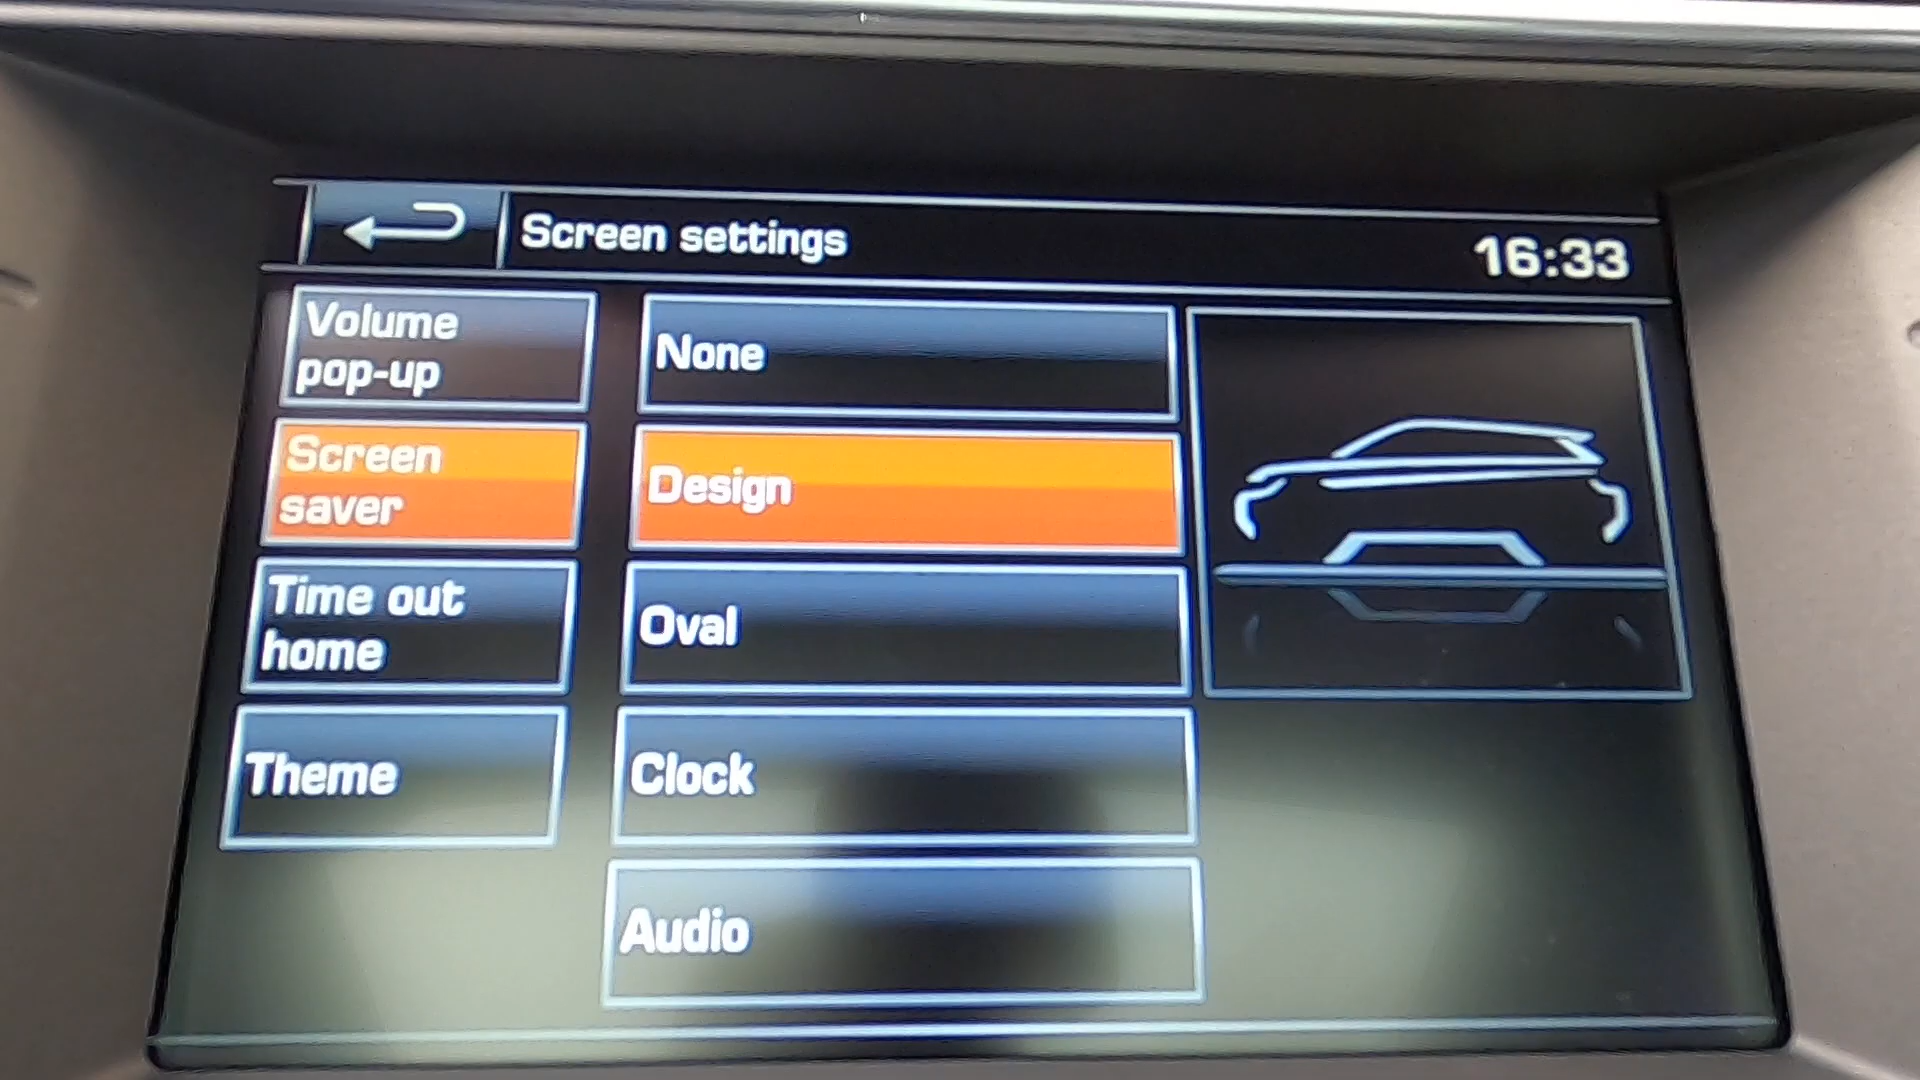 Screen settings
16:33
Volume
pop-up
Screen
saver
Time out
home
Theme
None
Design
Oval
Clock
Audio